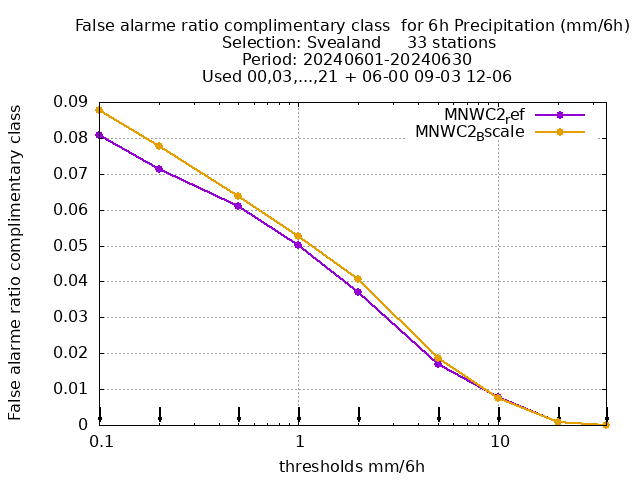 False alarme ratio complimentary class  for 6h Precipitation (mm/6h)
Selection: Svealand     33 stations
Period: 20240601-20240630
Used 00,03,...,21 + 06-00 09-03 12-06
False alarme ratio complimentary class
0.09
0.08
0.07
0.06
0.05
0.04
0.03
0.02
0.01
0
MNWC2ref
MNWC2Bscale
0.1
1
10
thresholds mm/6h